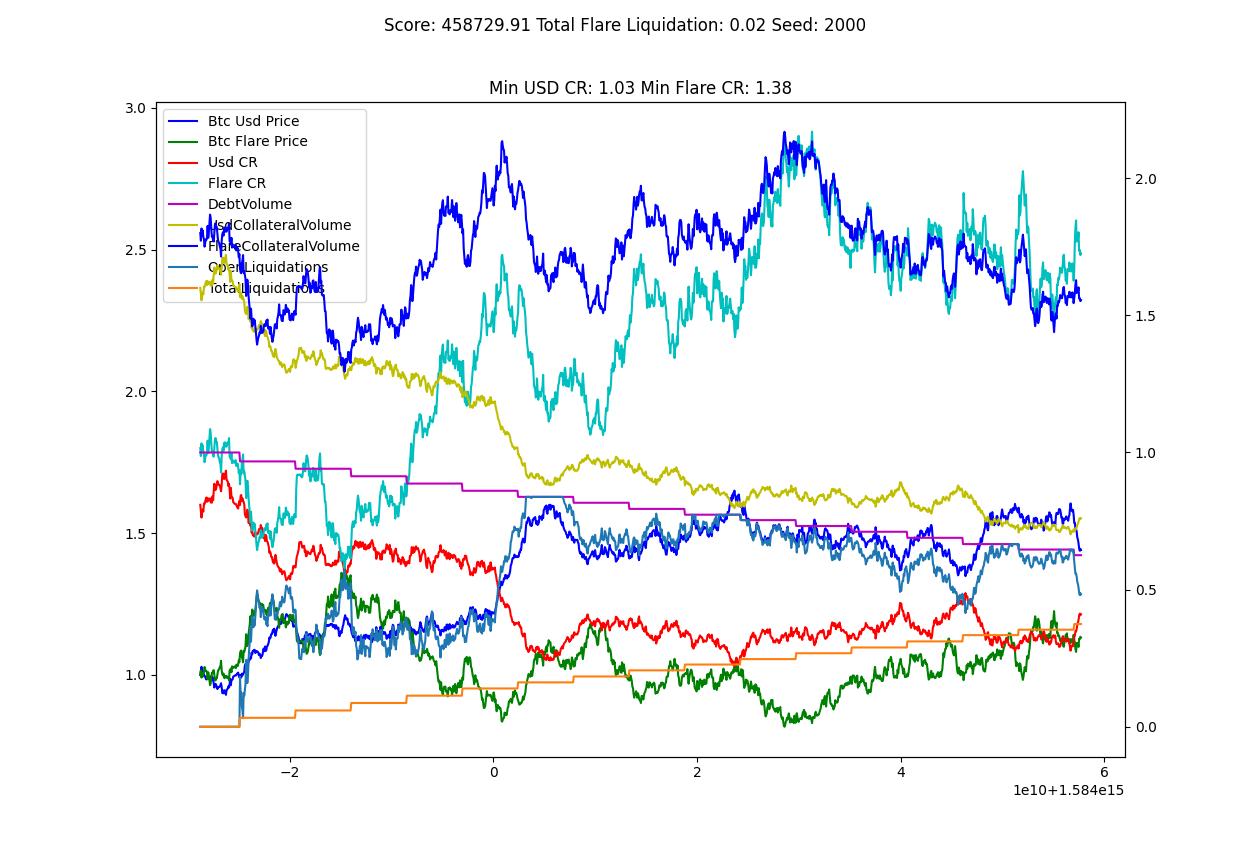 Score: 458729.91 Total Flare Liquidation: 0.02 Seed: 2000
Min USD CR: 1.03 Min Flare CR: 1.38
3.0
2.5
2.0
1.5
1.0
Btc Usd Price
Btc Flare Price
Usd CR
Flare CR
DebtVolume
UsdCollateralVolume
FlareCollateralVolume
OpenLiquidations
TotalLiquidations
2.0
1.5
1.0
0.5
0.0
−2
0
2
4
6
1e10+1.584e15